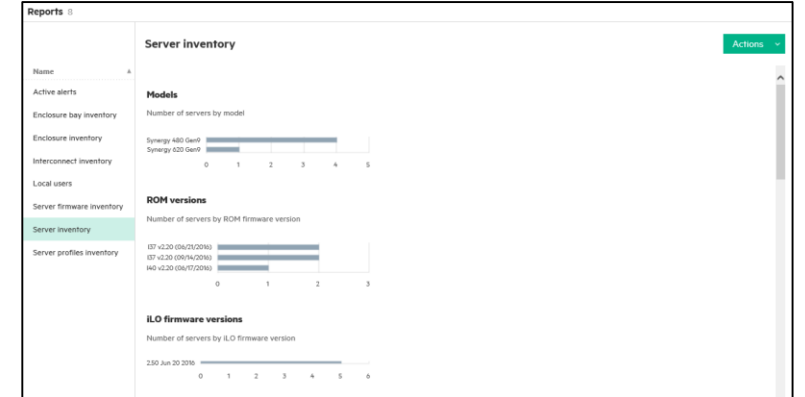 Reports 8
Server inventory
Actions
Name
Active alerts
Enclosure bay inventory
Enclosure inventory
Interconnect inventory
Local users
Server firmware inventory
Server inventory
Server profiles inventory
Models
Number of servers by model
Synergy 480 Gen9
Synergy 620 Gen9
0 1 2 3 4 5
ROM versions
Number of servers by ROM firmware version
I37 v2.20 (06/21/2016)
I37 v2.20 (09/14/2016)
I40 v2.20 (06/17/2016)
0 1 2 3
iLO firmware versions
Number of servers by iLO firmware version
2.50 Jun 20 2016
0 1 2 3 4 5 6